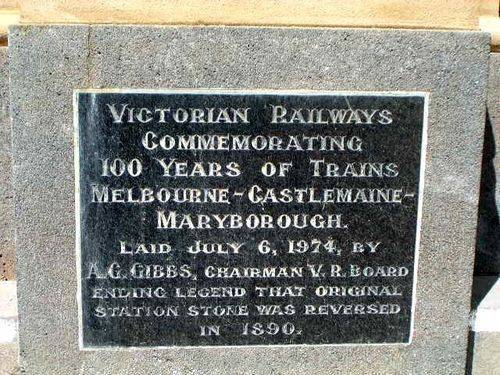 VICTORIAN RAILWAYS
COMMEMORATING
100 YEARS OF TRAINS
MELBOURNE-CASTLEMAINE-
MARYBOROUGH.
LAID JULY 6, 1974, BY
A.G. GIBBS, CHAIRMAN V.R. BOARD
ENDING LEGEND THAT ORIGINAL
STATION STONE WAS REVERSED
IN 1890.